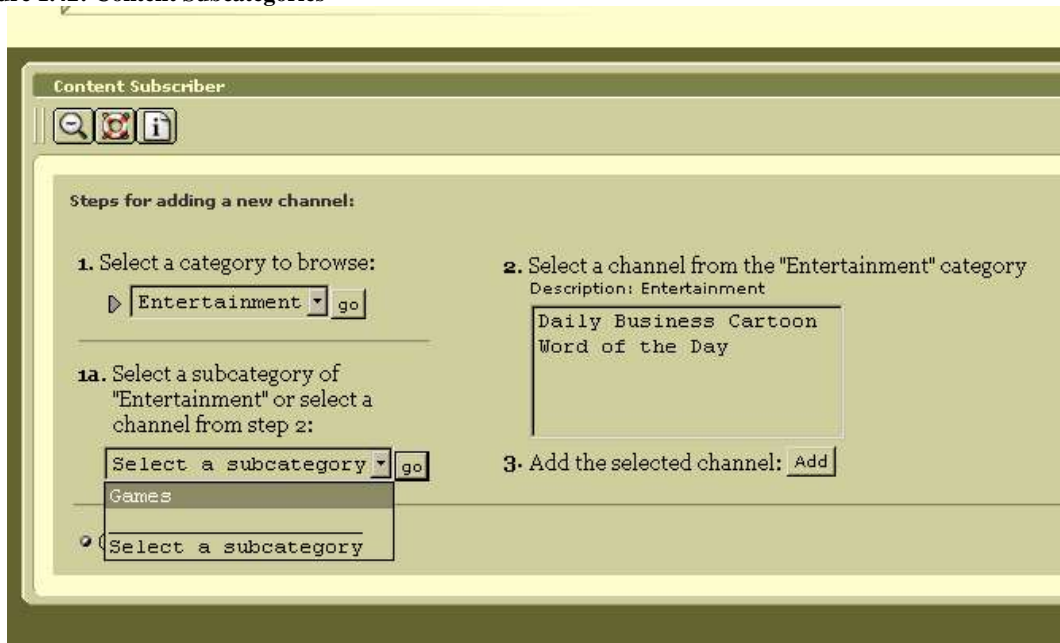 Content Subcategories
Content Subscriber
Steps for adding a new channel:
1. Select a category to browse:
Entertainment go
1a. Select a subcategory of
"Entertainment" or select a
channel from step 2:
Select a subcategory go
Games
Select a subcategory
2. Select a channel from the "Entertainment" category
Description: Entertainment
Daily Business Cartoon
Word of the Day
3. Add the selected channel: Add